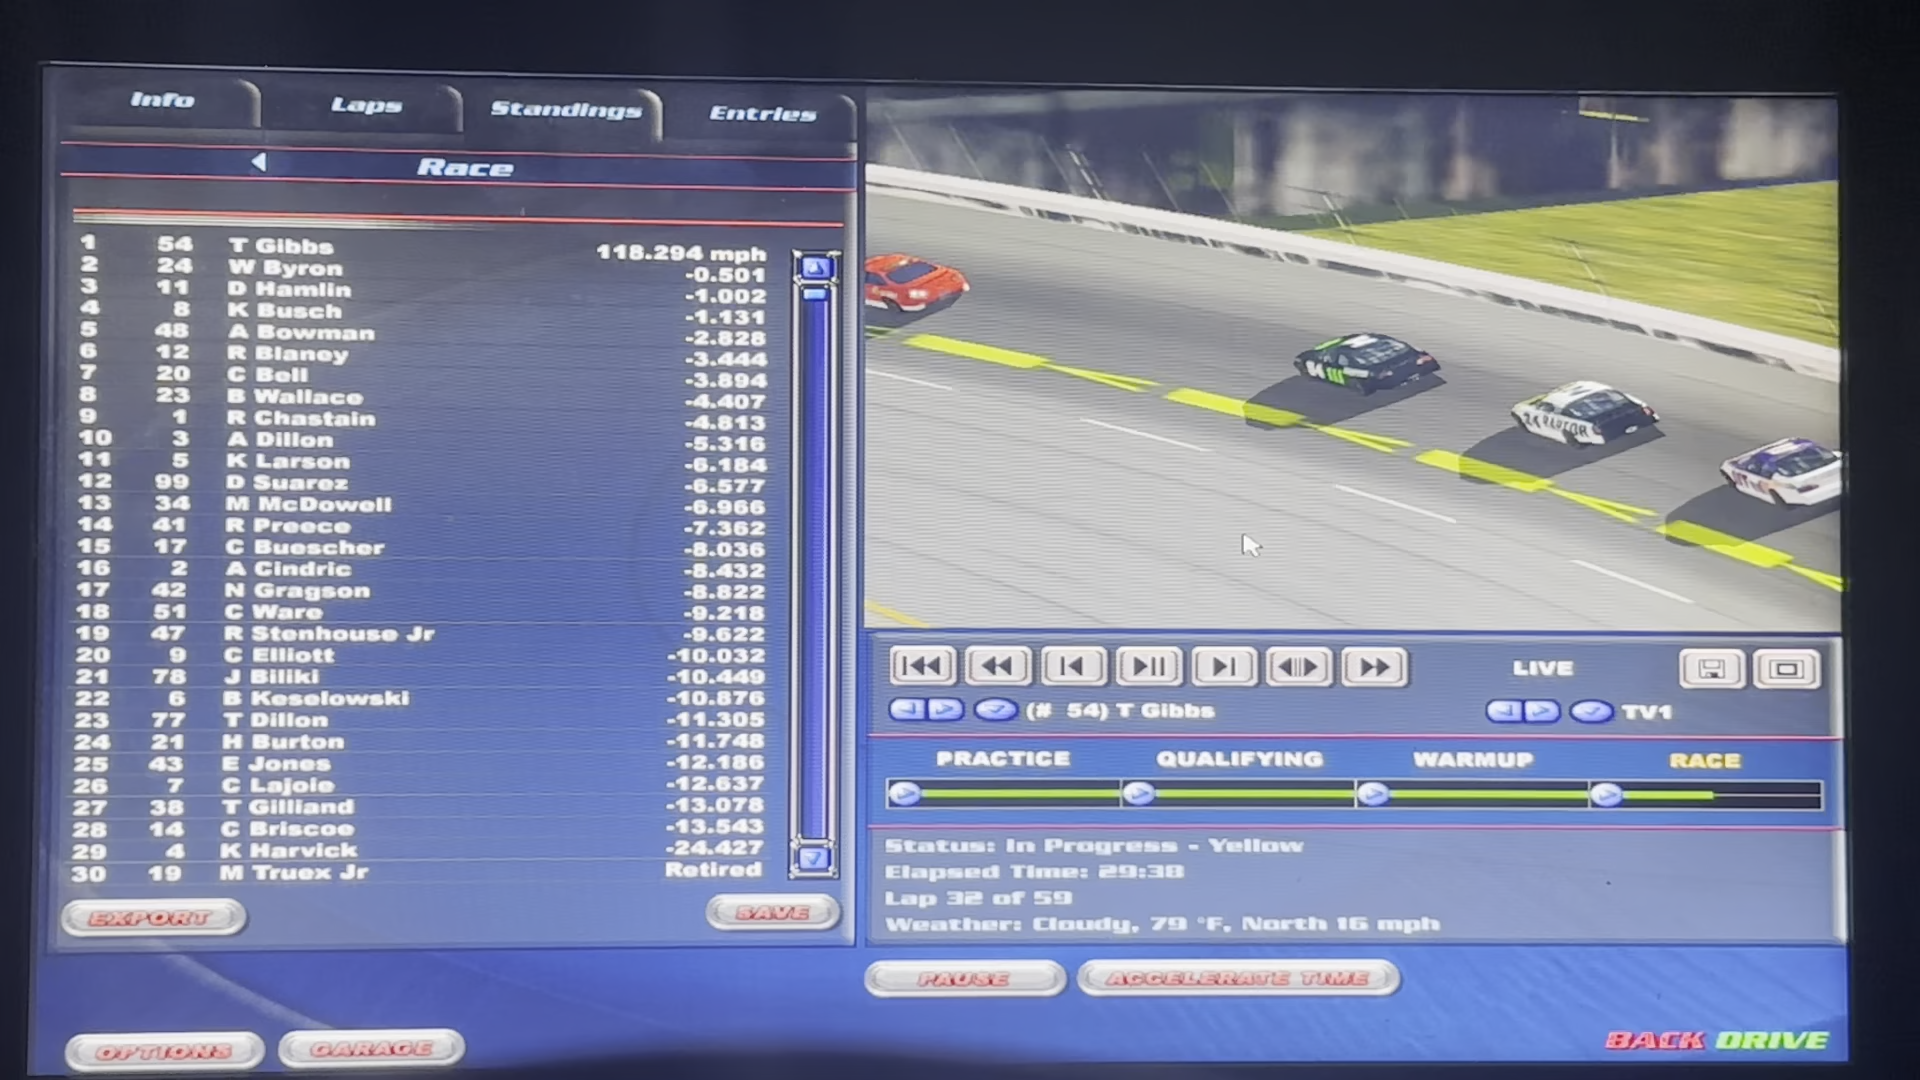 Info Laps Standings Entries
Race
1 54 T Gibbs 118.294 mph
2 24 W Byron -0.501
3 11 D Hamlin -1.002
4 8 K Busch -1.131
5 48 A Bowman -2.828
6 12 R Blaney -3.444
7 20 C Bell -3.894
8 23 B Wallace -4.407
9 1 R Chastain -4.813
10 3 A Dillon -5.316
11 5 K Larson -6.184
12 99 D Suarez -6.577
13 34 M McDowell -6.966
14 41 R Preece -7.362
15 17 C Buescher -8.036
16 2 A Cindric -8.432
17 42 N Gragson -8.822
18 51 C Ware -9.218
19 47 R Stenhouse Jr -9.622
20 9 C Elliott -10.032
21 78 J Biliki -10.449
22 6 B Keselowski -10.876
23 77 T Dillon -11.305
24 21 H Burton -11.748
25 43 E Jones -12.186
26 7 C Lajoie -12.637
27 38 T Gilliand -13.078
28 14 C Briscoe -13.543
29 4 K Harvick -24.427
30 19 M Truex Jr Retired
EXPORT SAVE
OPTIONS GARAGE
LIVE
(# 54) T Gibbs TV1
PRACTICE QUALIFYING WARMUP RACE
Status: In Progress - Yellow
Elapsed Time: 29:38
Lap 32 of 59
Weather: Cloudy, 79 °F, North 16 mph
PAUSE ACCELERATE TIME
BACK DRIVE